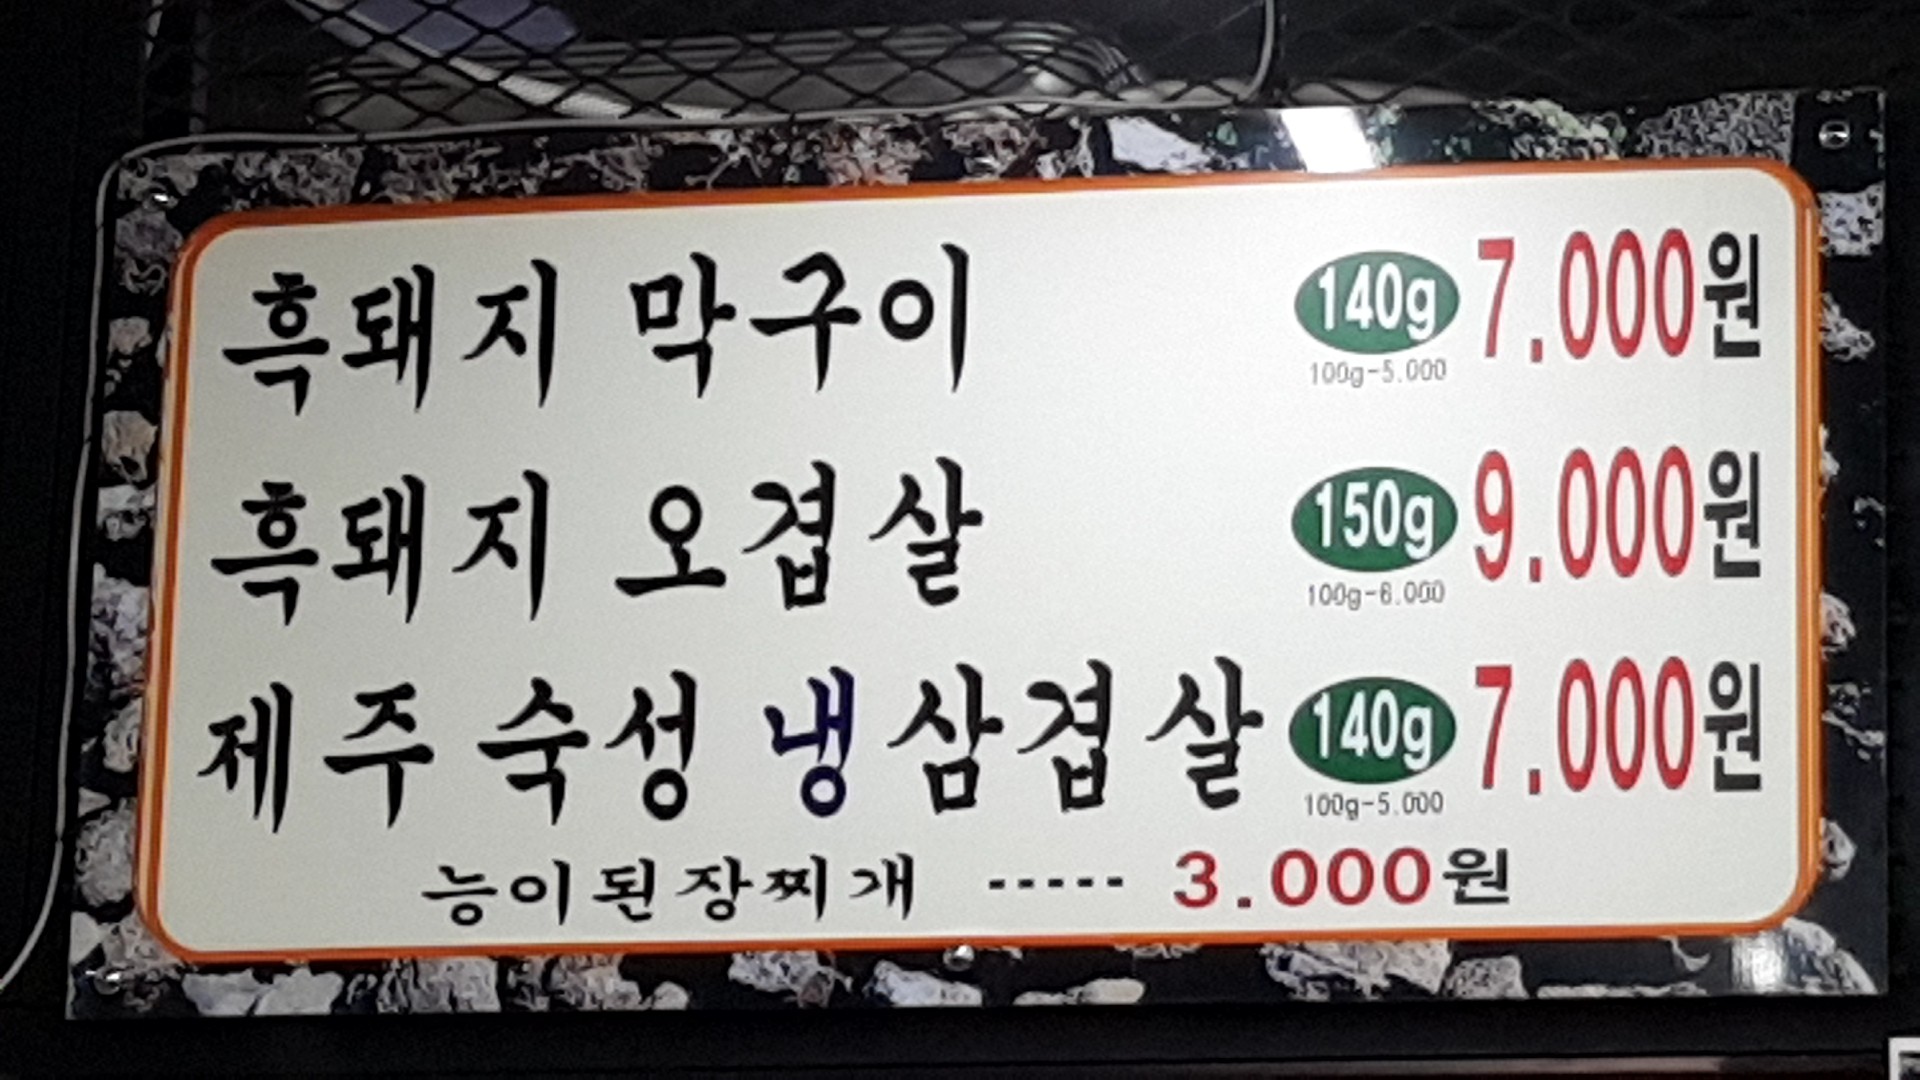 흑돼지 막구이 140g 7.000원
100g-5.000
흑돼지 오겹살 150g 9.000원
100g-6.000
제주 숙성 냉삼겹살 140g 7.000원
100g-5.000
능이된장찌개 ----- 3.000원